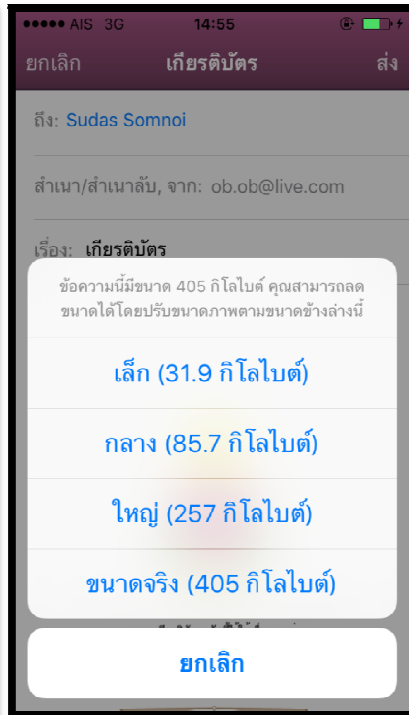 AIS 3G 14:55
ยกเลิก เกียรติบัตร ส่ง
ถึง: Sudas Somnoi
สำเนา/สำเนาลับ, จาก: ob.ob@live.com
เรื่อง: เกียรติบัตร
ข้อความนี้มีขนาด 405 กิโลไบต์ คุณสามารถลด
ขนาดได้โดยปรับขนาดภาพตามขนาดข้างล่างนี้
เล็ก (31.9 กิโลไบต์)
กลาง (85.7 กิโลไบต์)
ใหญ่ (257 กิโลไบต์)
ขนาดจริง (405 กิโลไบต์)
ยกเลิก